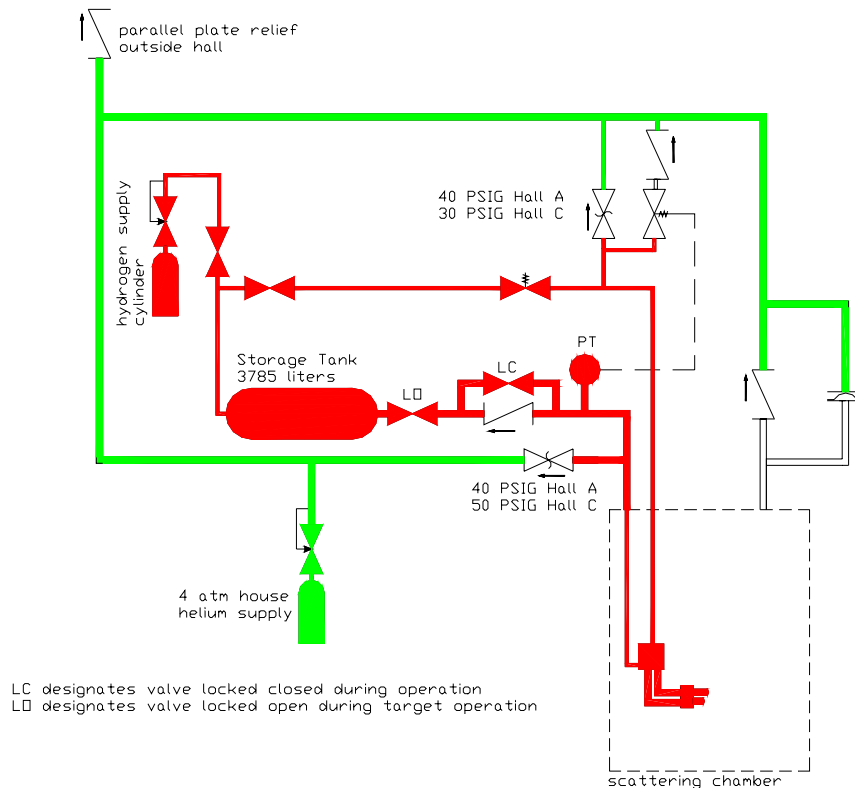 parallel plate relief
outside hall
hydrogen supply
cylinder
40 PSIG Hall A
30 PSIG Hall C
PT
Storage Tank
3785 liters
LC
LO
40 PSIG Hall A
50 PSIG Hall C
4 atm house
helium supply
LC designates valve locked closed during operation
LO designates valve locked open during target operation
scattering chamber